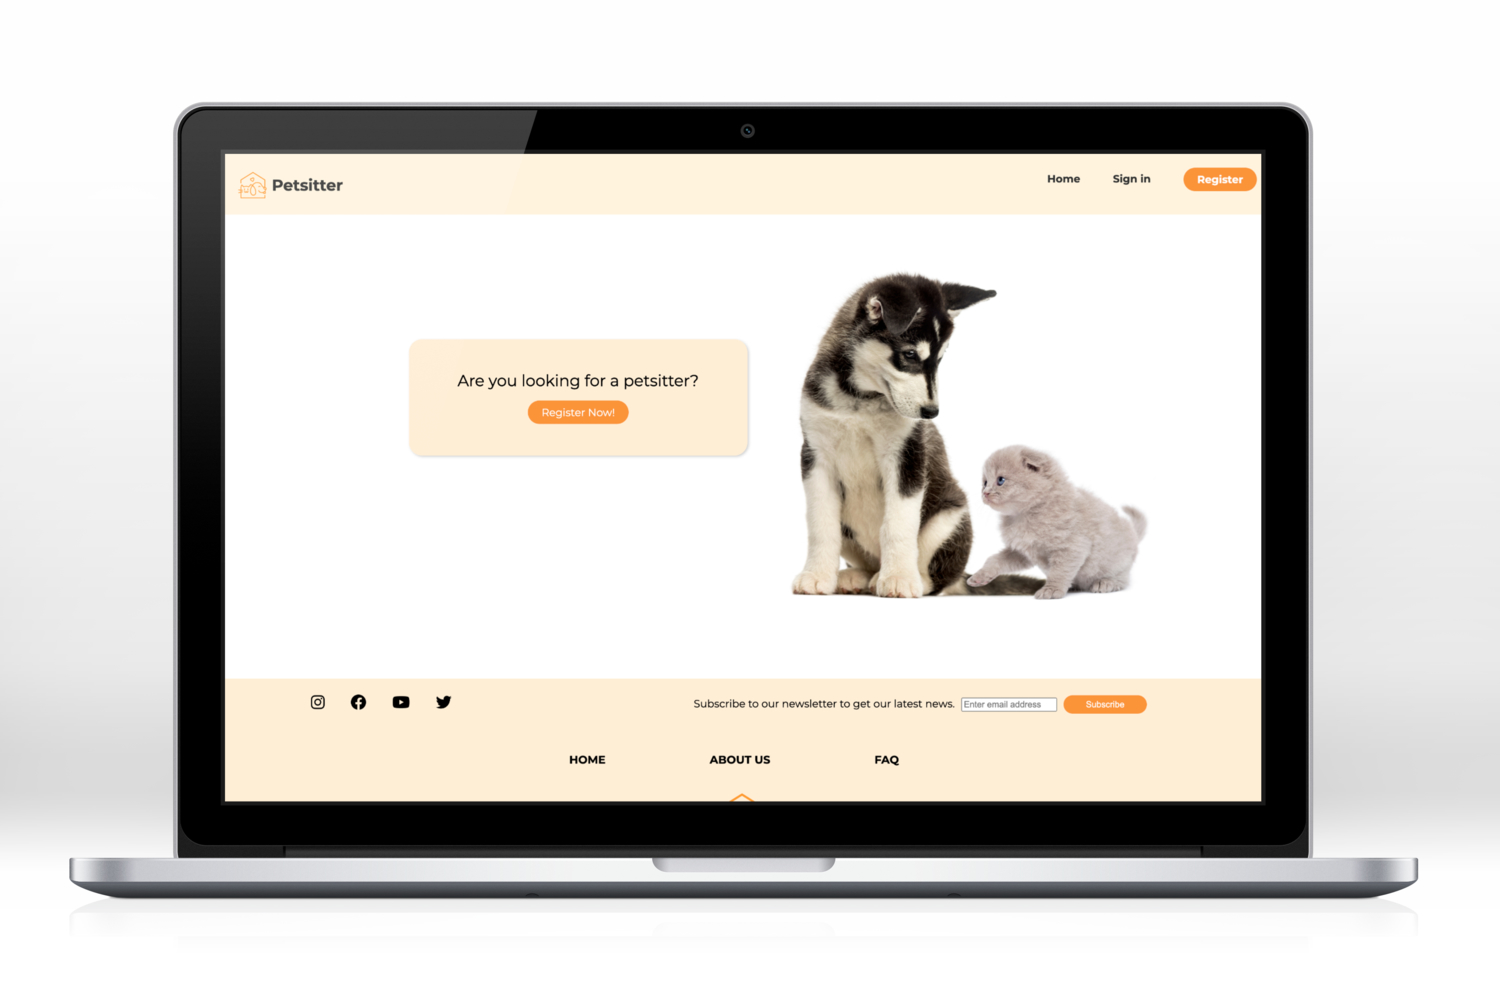 Petsitter
Home
Sign in
Register
Are you looking for a petsitter?
Register Now!
Subscribe to our newsletter to get our latest news.
Enter email address
Subscribe
HOME
ABOUT US
FAQ